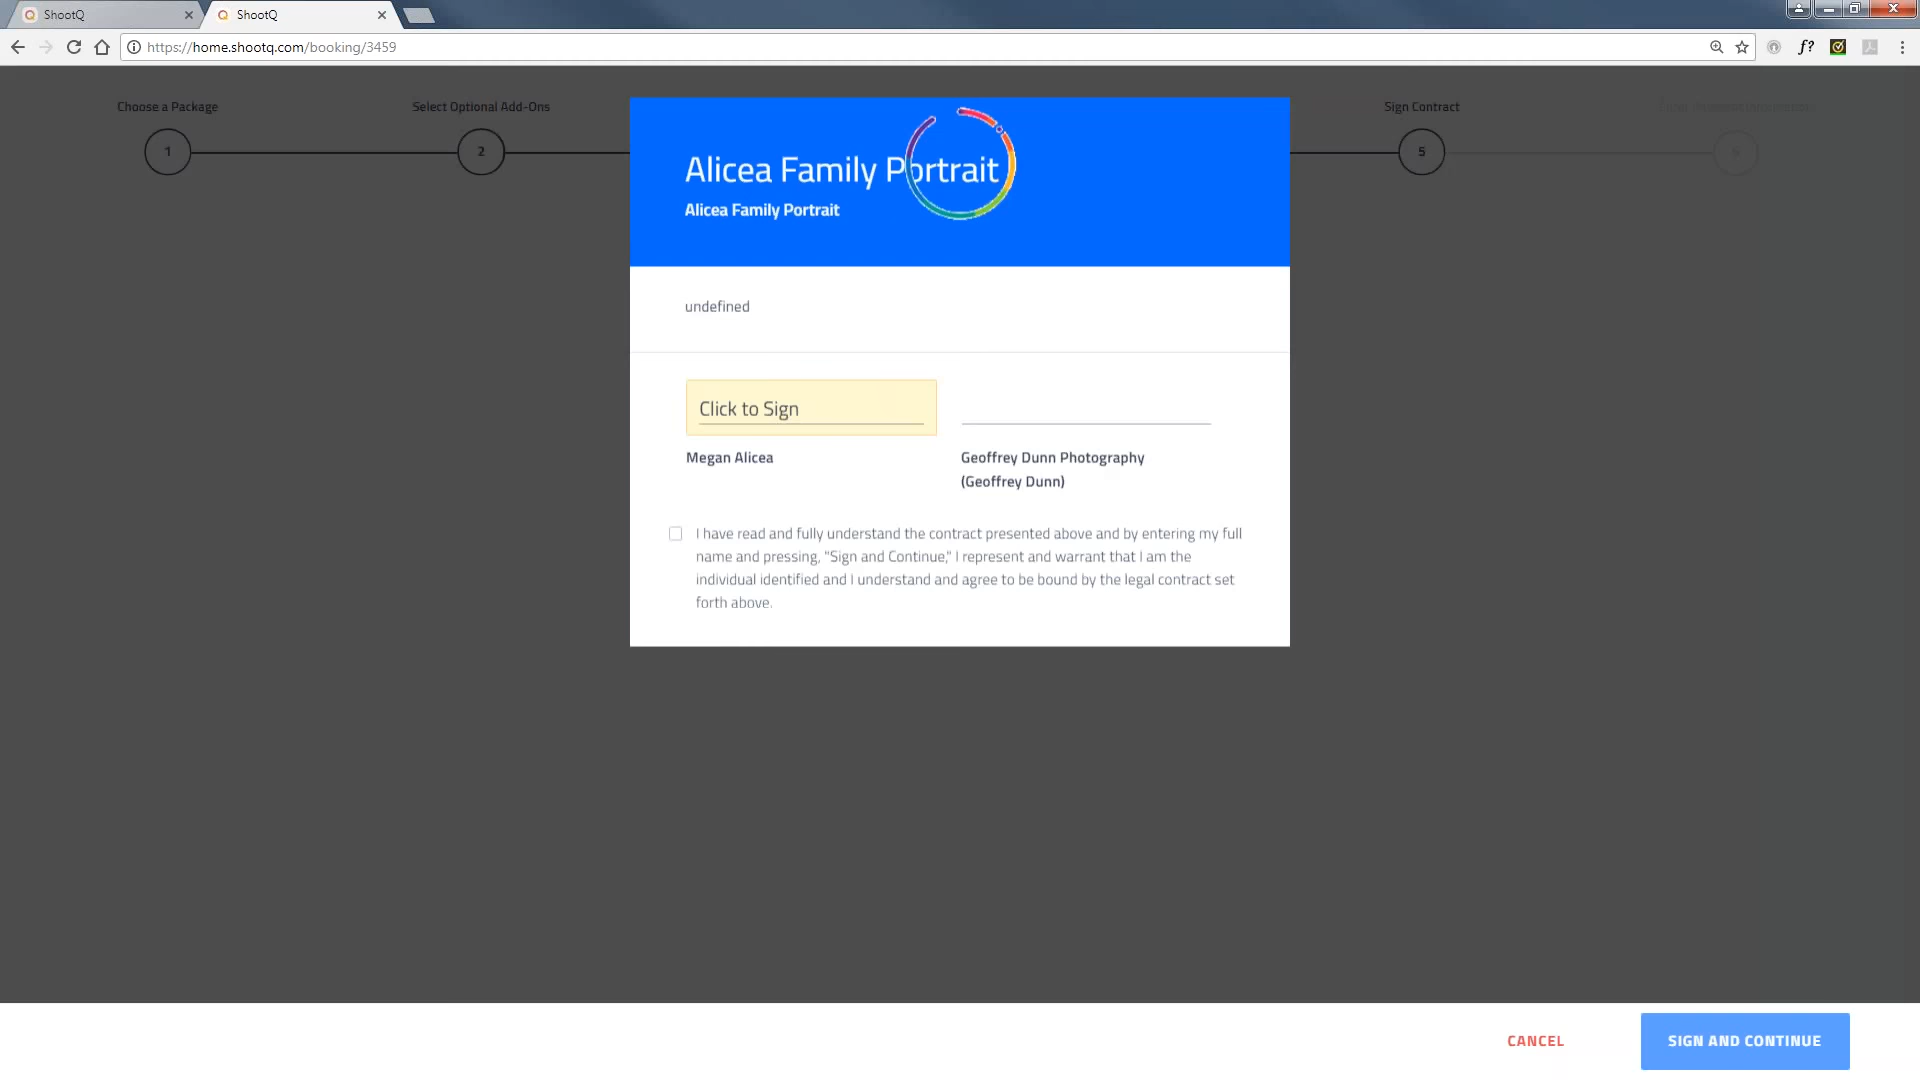 ShootQ
ShootQ
https://home.shootq.com/booking/3459
f?
Choose a Package
Select Optional Add-Ons
Sign Contract
1
2
5
Alicea Family Portrait
Alicea Family Portrait
undefined
Click to Sign
Megan Alicea
Geoffrey Dunn Photography
(Geoffrey Dunn)
I have read and fully understand the contract presented above and by entering my full
name and pressing, "Sign and Continue," I represent and warrant that I am the
individual identified and I understand and agree to be bound by the legal contract set
forth above.
CANCEL
SIGN AND CONTINUE